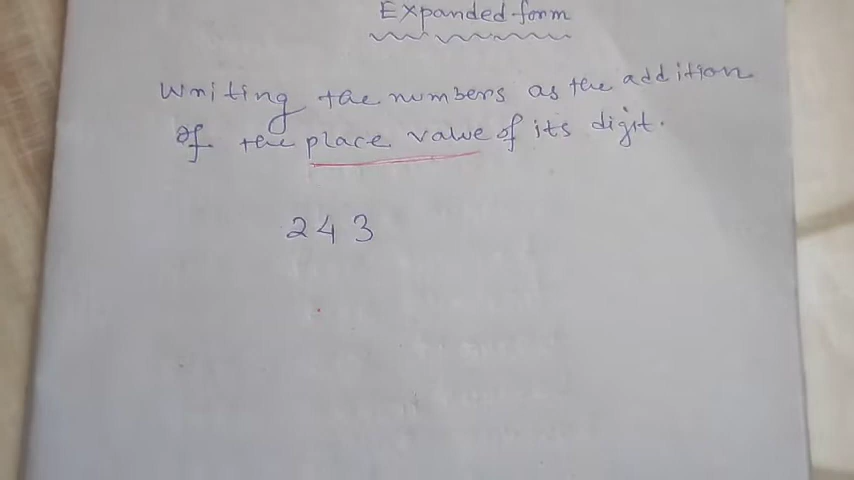 Expanded form
Writing the numbers as the addition
of the place value of its digit.
243